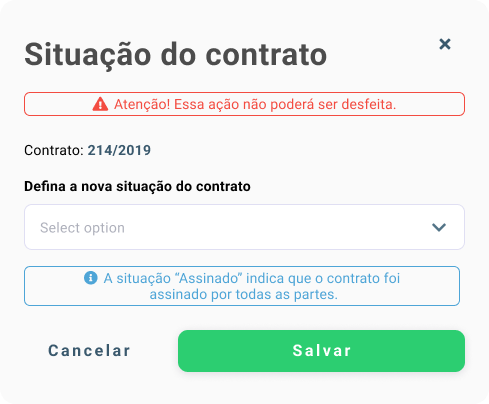 Situação do contrato
Atenção! Essa ação não poderá ser desfeita.
Contrato: 214/2019
Defina a nova situação do contrato
Select option
A situação “Assinado” indica que o contrato foi
assinado por todas as partes.
Cancelar
Salvar